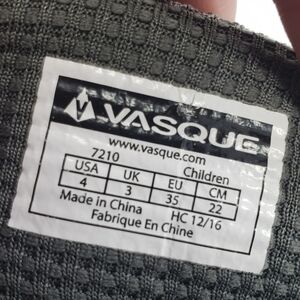 VASQUE
www.vasque.com
7210 Children
USA UK EU CM
4 3 35 22
Made in China HC 12/16
Fabrique En Chine